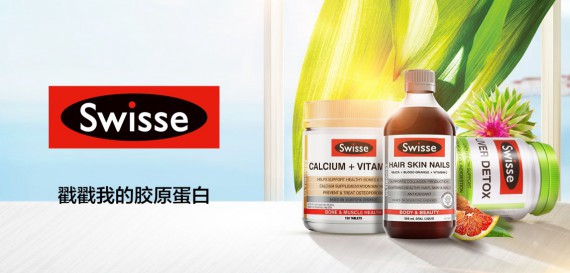 Swisse
戳戳我的胶原蛋白
Swisse
CALCIUM + VITAM
BONE & MUSCLE HEALTH
Swisse
HAIR SKIN NAILS
BODY & BEAUTY
Swisse
VER DETOX